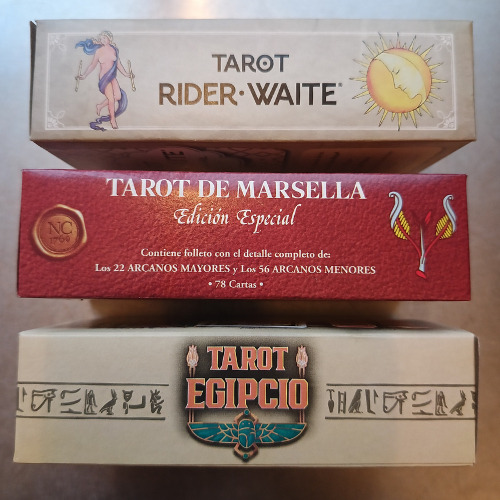 TAROT
RIDER·WAITE®
TAROT DE MARSELLA
Edición Especial
NC
Contiene folleto con el detalle completo de:
Los 22 ARCANOS MAYORES y Los 56 ARCANOS MENORES
• 78 Cartas •
TAROT
EGIPCIO